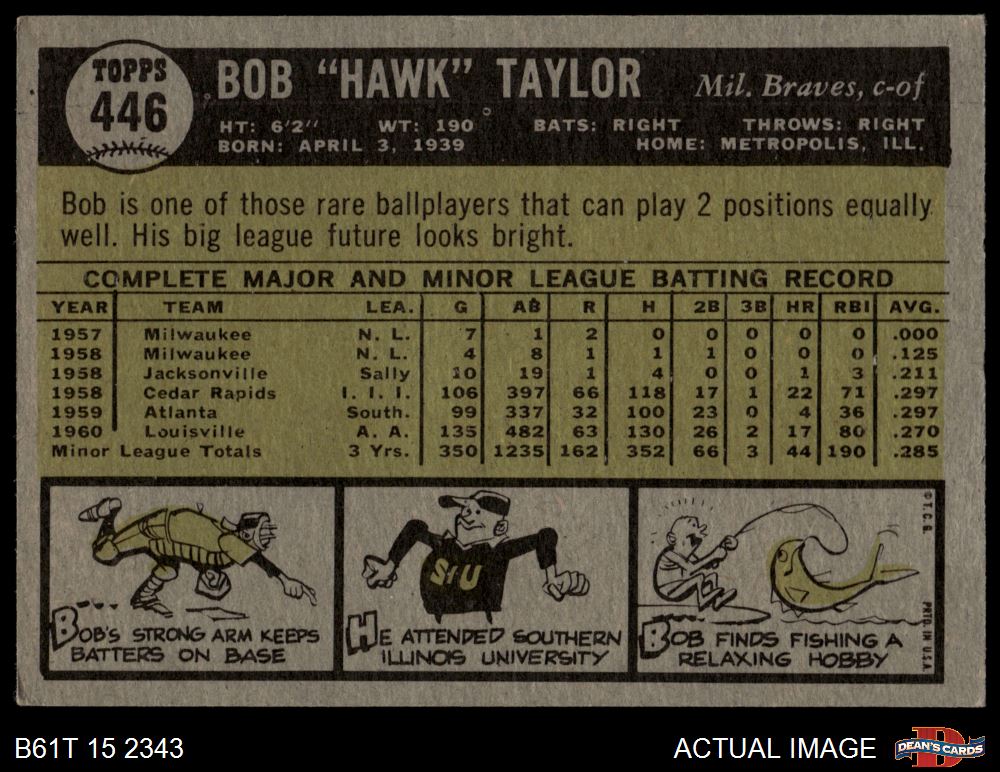 TOPPS
446
BOB "HAWK" TAYLOR
Mil. Braves, c-of
HT: 6'2" WT: 190 BATS: RIGHT THROWS: RIGHT
BORN: APRIL 3, 1939 HOME: METROPOLIS, ILL.
Bob is one of those rare ballplayers that can play 2 positions equally
well. His big league future looks bright.
COMPLETE MAJOR AND MINOR LEAGUE BATTING RECORD
YEAR TEAM LEA. G AB R H 2B 3B HR RBI AVG.
1957 Milwaukee N. L. 7 1 2 0 0 0 0 0 .000
1958 Milwaukee N. L. 4 8 1 1 1 0 0 0 .125
1958 Jacksonville Sally 10 19 1 4 0 0 1 3 .211
1958 Cedar Rapids I. I. I. 106 397 66 118 17 1 22 71 .297
1959 Atlanta South. 99 337 32 100 23 0 4 36 .297
1960 Louisville A. A. 135 482 63 130 26 2 17 80 .270
Minor League Totals 3 Yrs. 350 1235 162 352 66 3 44 190 .285
BOB'S STRONG ARM KEEPS
BATTERS ON BASE
SIU
HE ATTENDED SOUTHERN
ILLINOIS UNIVERSITY
BOB FINDS FISHING A
RELAXING HOBBY
© T.C.G.
PRTD. IN U.S.A.
B61T 15 2343
ACTUAL IMAGE
D
DEAN'S CARDS